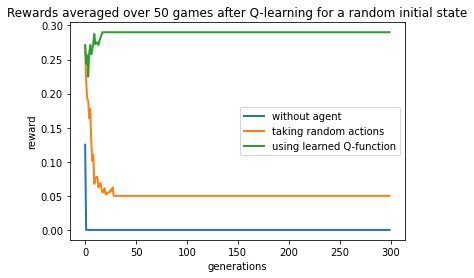 Rewards averaged over 50 games after Q-learning for a random initial state
0.30
0.25
0.20
0.15
0.10
0.05
0.00
reward
without agent
taking random actions
using learned Q-function
0 50 100 150 200 250 300
generations